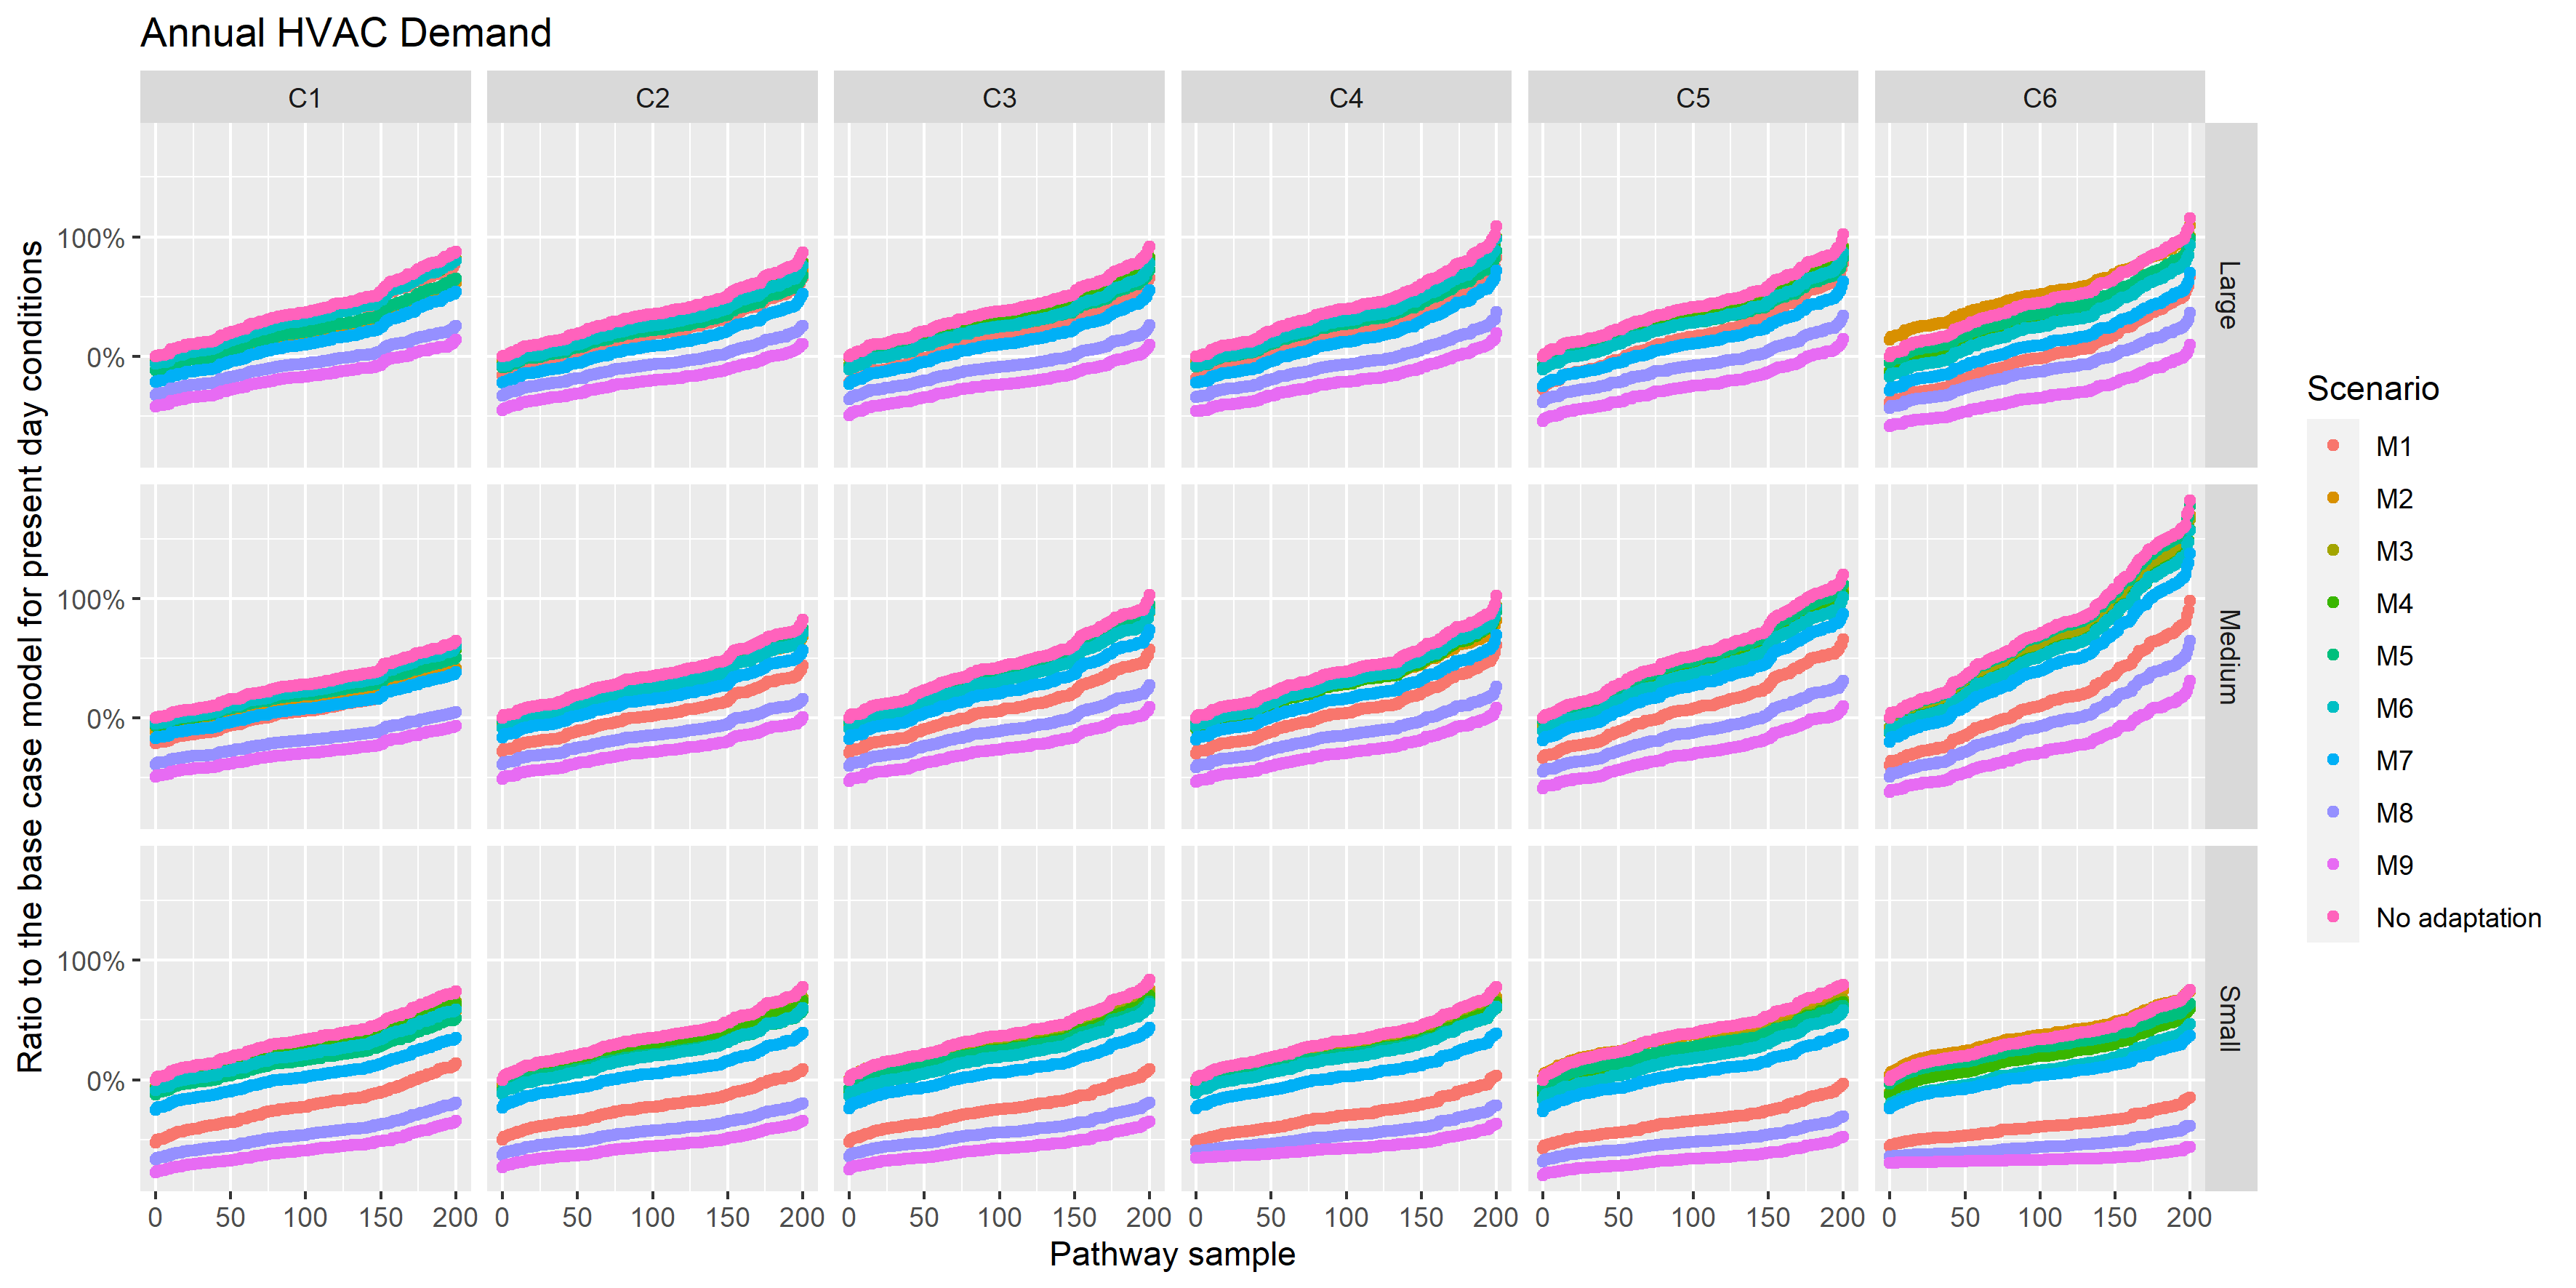 Annual HVAC Demand
C1 C2 C3 C4 C5 C6
Ratio to the base case model for present day conditions
100%
0%
Large
100%
0%
Medium
100%
0%
Small
0 50 100 150 200 0 50 100 150 200 0 50 100 150 200 0 50 100 150 200 0 50 100 150 200 0 50 100 150 200
Pathway sample
Scenario
M1
M2
M3
M4
M5
M6
M7
M8
M9
No adaptation